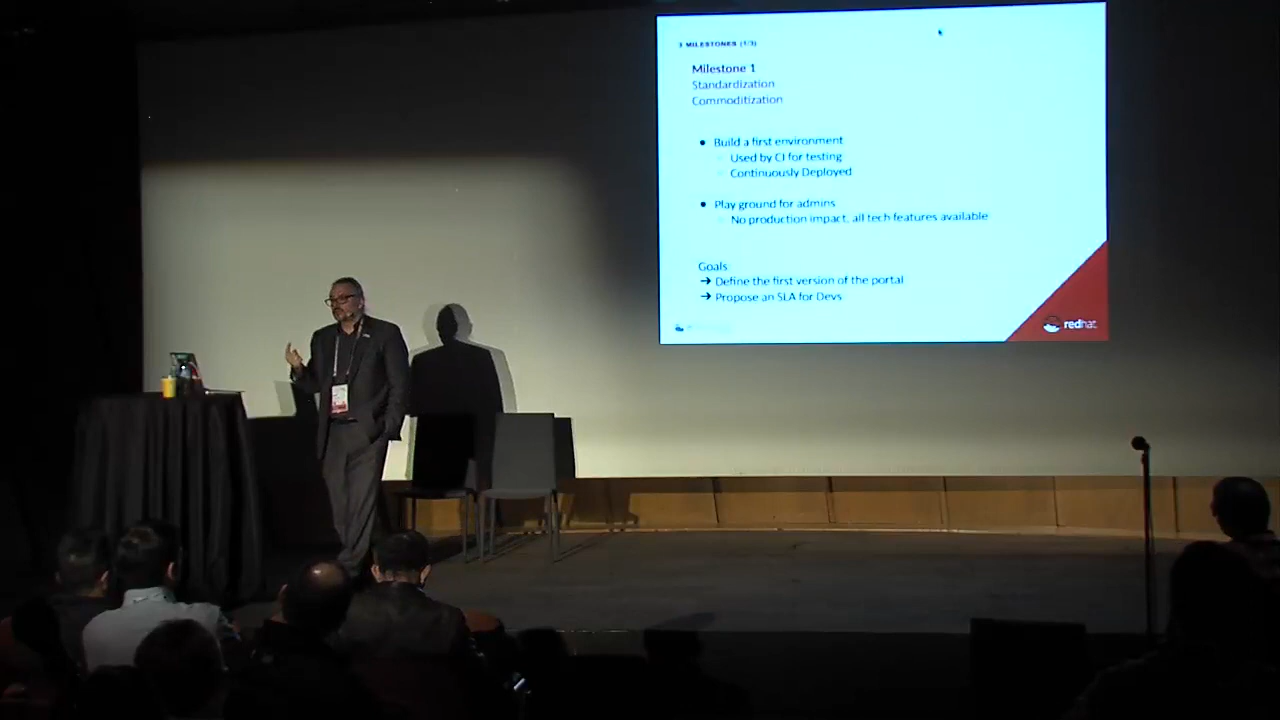 3 MILESTONES (1/3)
Milestone 1
Standardization
Commoditization
Build a first environment
Used by CI for testing
Continuously Deployed
Play ground for admins
No production impact, all tech features available
Goals
→ Define the first version of the portal
→ Propose an SLA for Devs
redhat